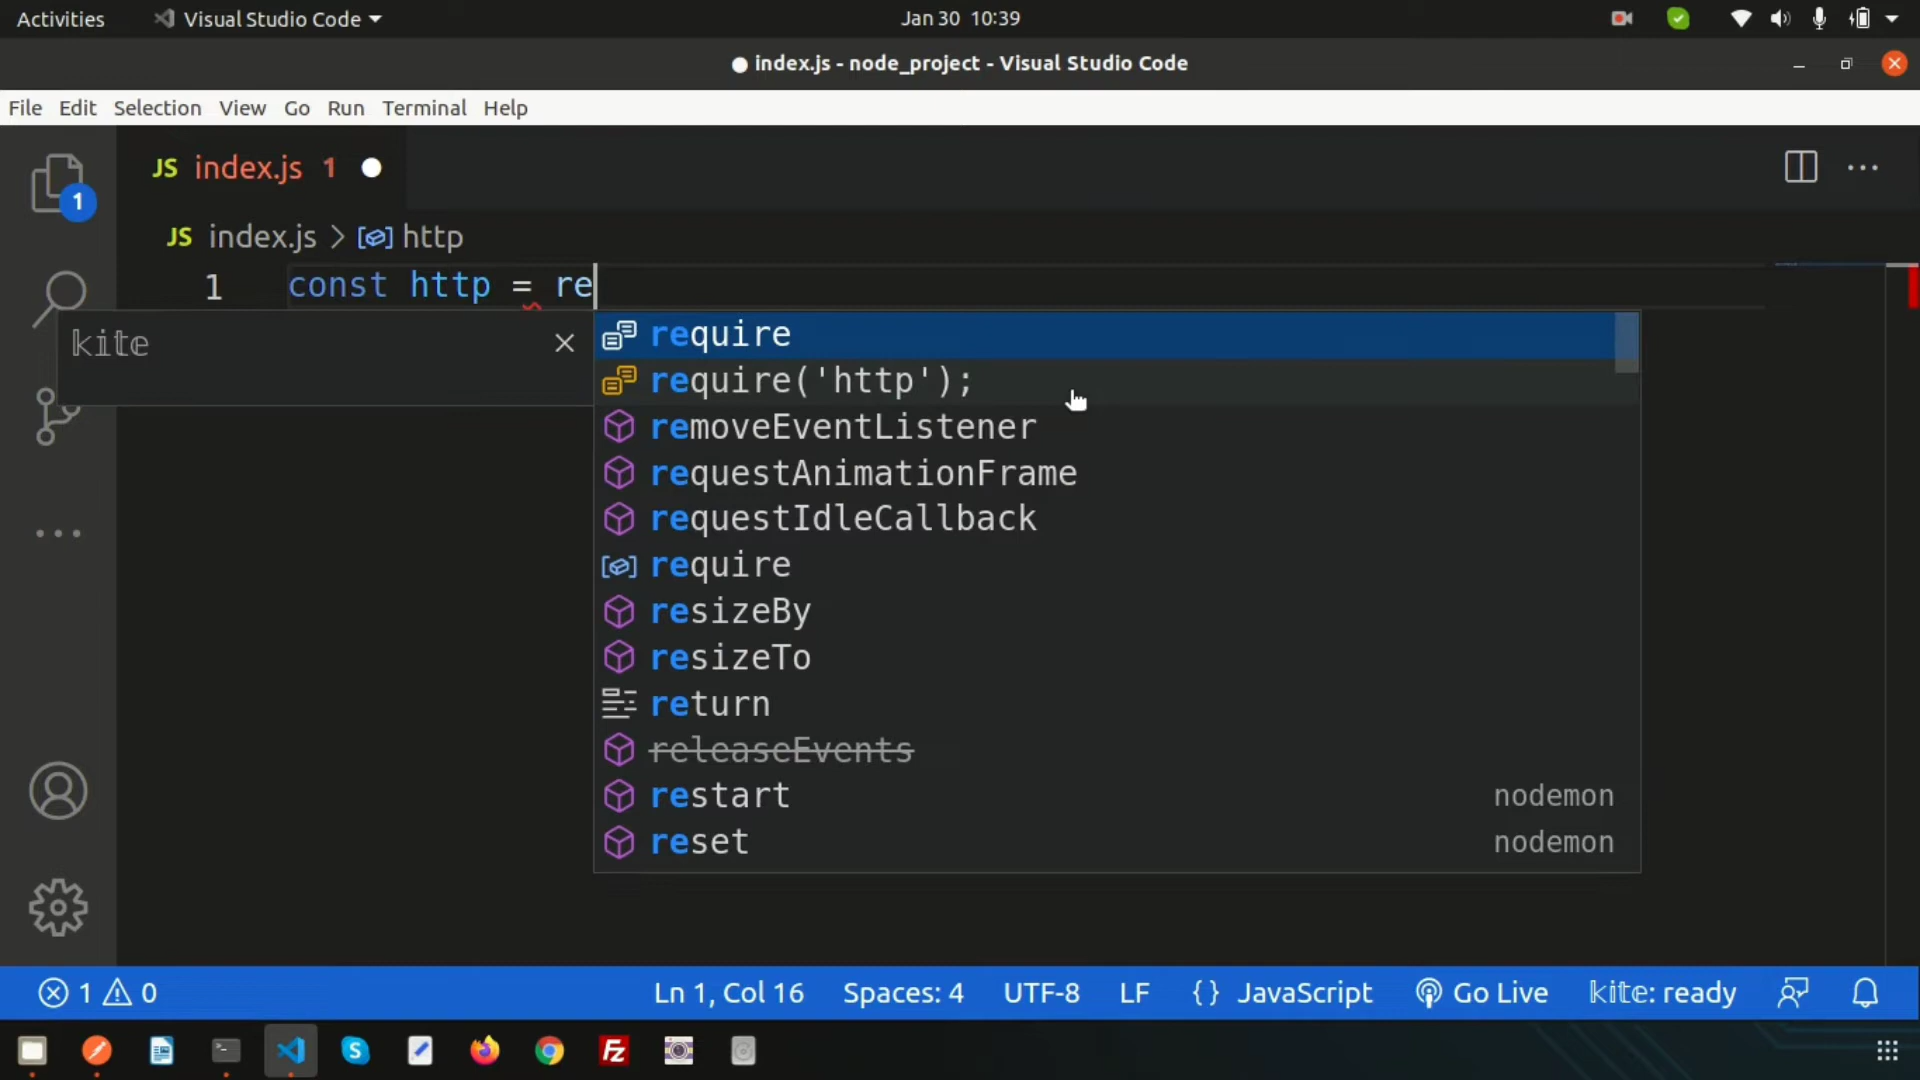 Activities Visual Studio Code Jan 30 10:39
index.js - node_project - Visual Studio Code
File Edit Selection View Go Run Terminal Help
JS index.js 1
1
JS index.js > http
1 const http = re
kite
require
require('http');
removeEventListener
requestAnimationFrame
requestIdleCallback
require
resizeBy
resizeTo
return
releaseEvents
restart nodemon
reset nodemon
1 0 Ln 1, Col 16 Spaces: 4 UTF-8 LF {} JavaScript Go Live kite: ready